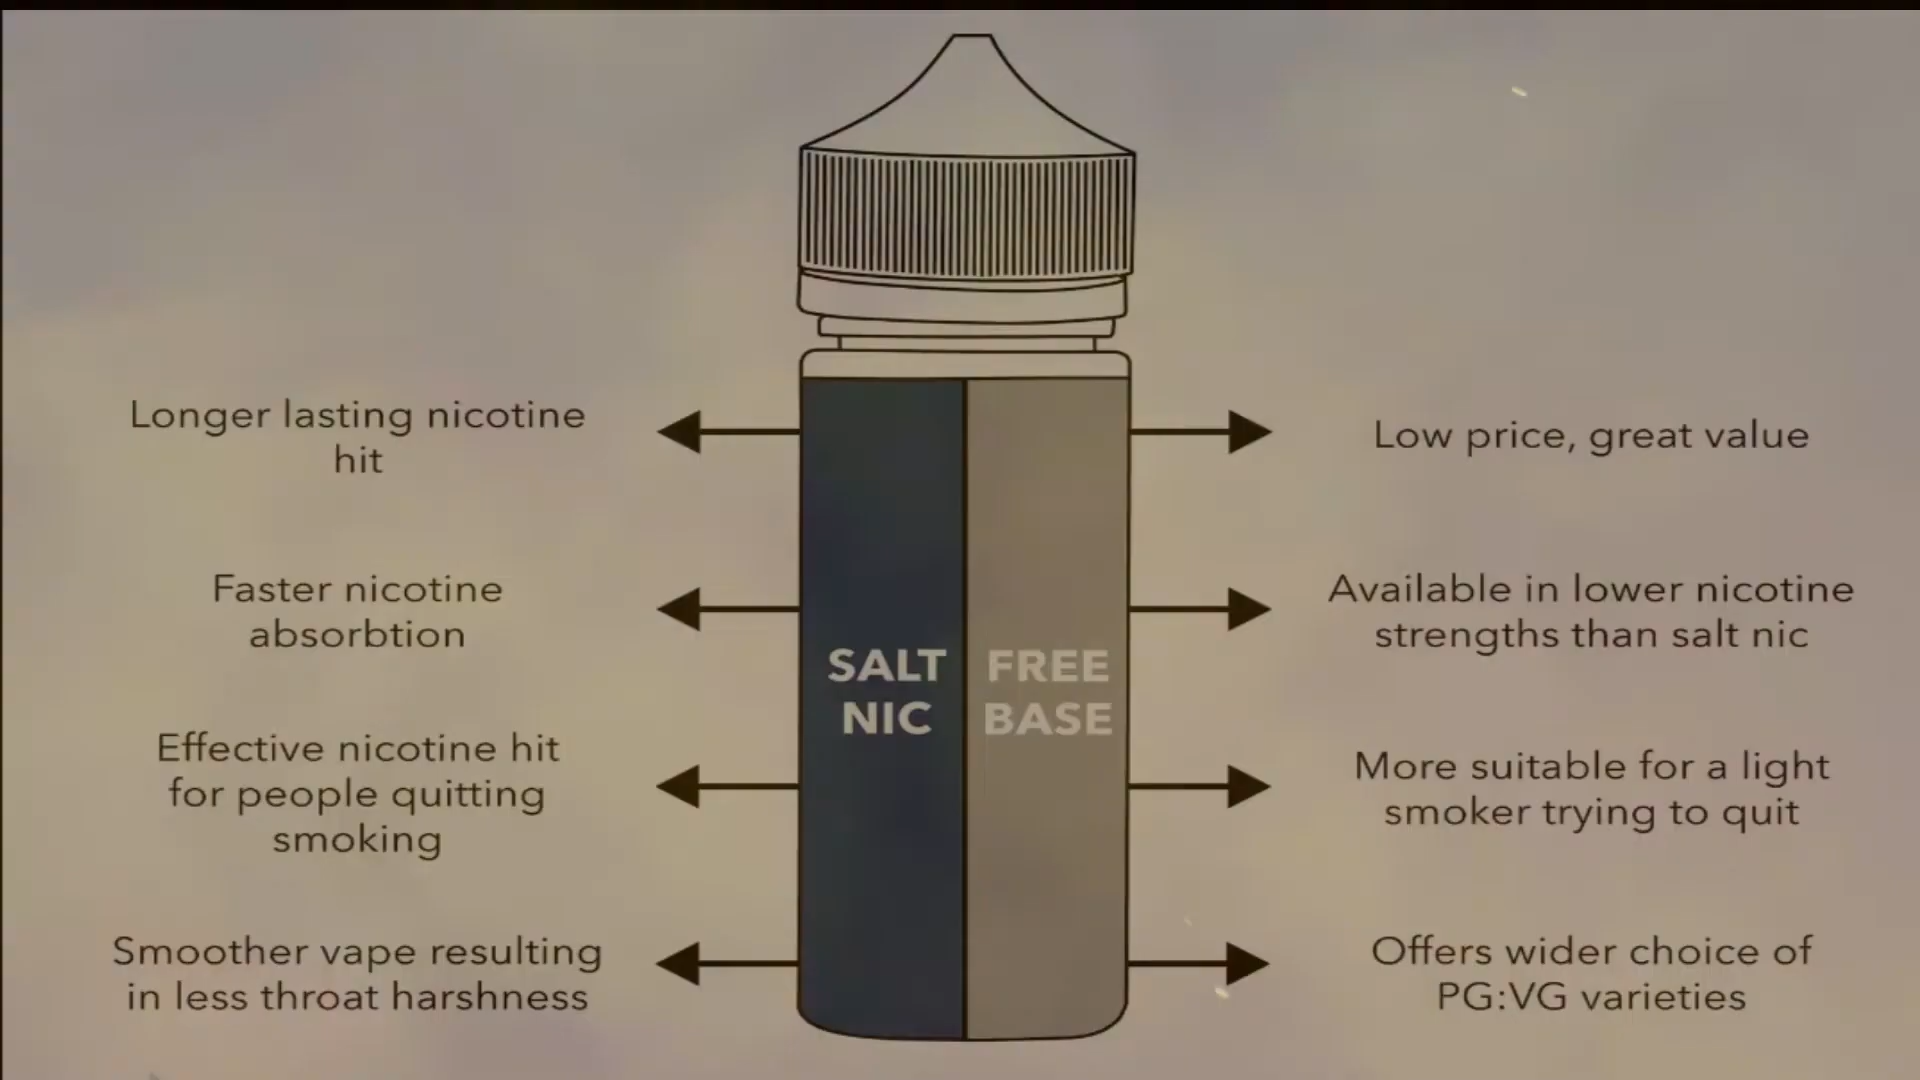 Longer lasting nicotine
hit
Faster nicotine
absorbtion
Effective nicotine hit
for people quitting
smoking
Smoother vape resulting
in less throat harshness
SALT
NIC
FREE
BASE
Low price, great value
Available in lower nicotine
strengths than salt nic
More suitable for a light
smoker trying to quit
Offers wider choice of
PG:VG varieties